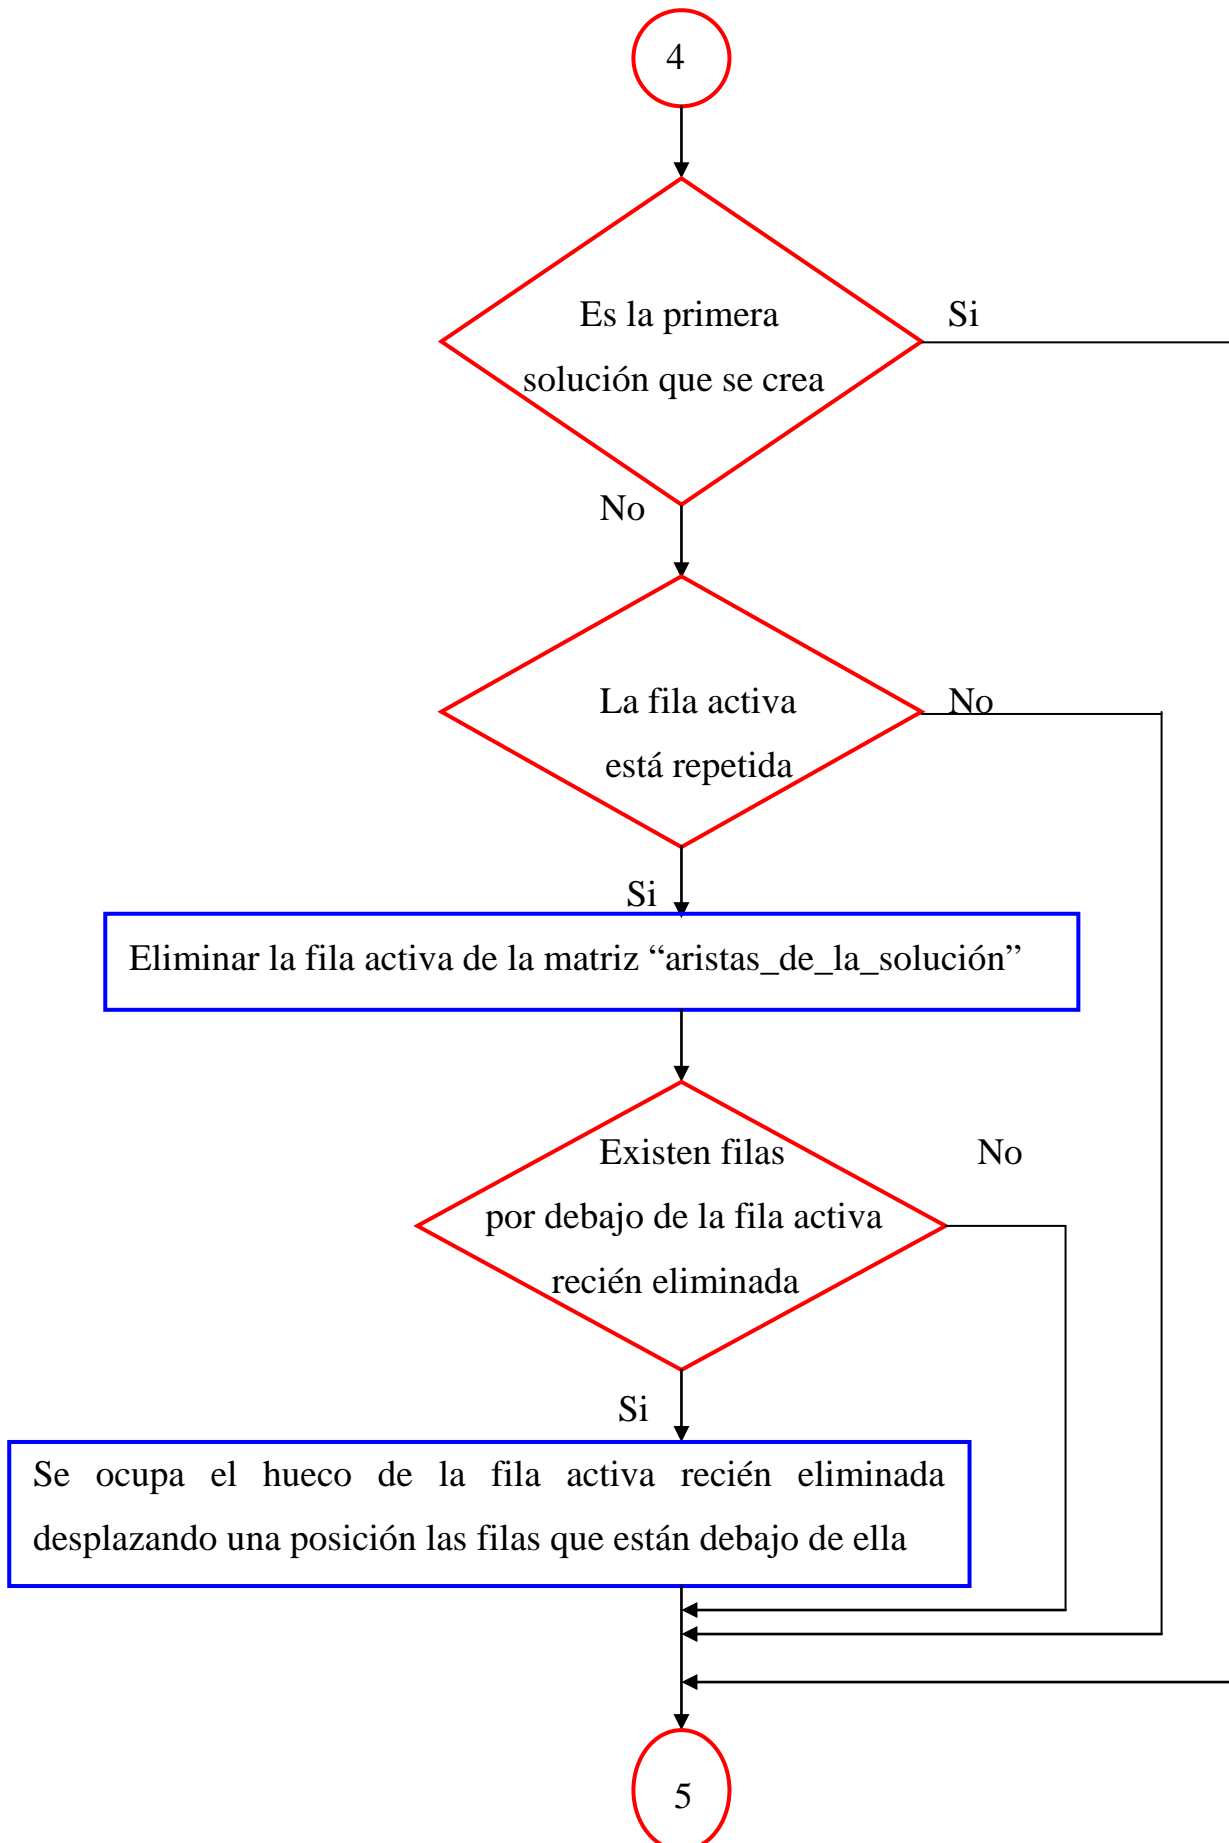 4
Es la primera
solución que se crea
Si
No
La fila activa
está repetida
No
Si
Eliminar la fila activa de la matriz “aristas_de_la_solución”
Existen filas
por debajo de la fila activa
recién eliminada
No
Si
Se ocupa el hueco de la fila activa recién eliminada
desplazando una posición las filas que están debajo de ella
5